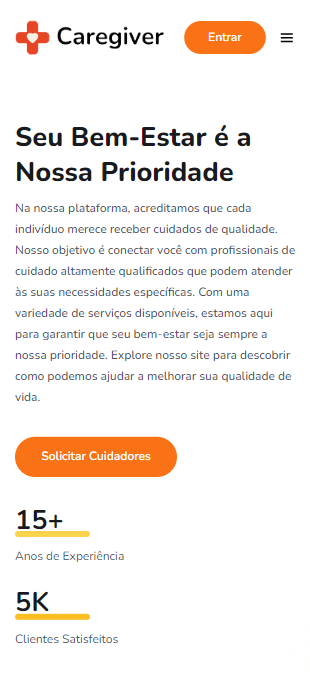 Caregiver
Entrar
Seu Bem-Estar é a
Nossa Prioridade
Na nossa plataforma, acreditamos que cada
indivíduo merece receber cuidados de qualidade.
Nosso objetivo é conectar você com profissionais de
cuidado altamente qualificados que podem atender
às suas necessidades específicas. Com uma
variedade de serviços disponíveis, estamos aqui
para garantir que seu bem-estar seja sempre a
nossa prioridade. Explore nosso site para descobrir
como podemos ajudar a melhorar sua qualidade de
vida.
Solicitar Cuidadores
15+
Anos de Experiência
5K
Clientes Satisfeitos